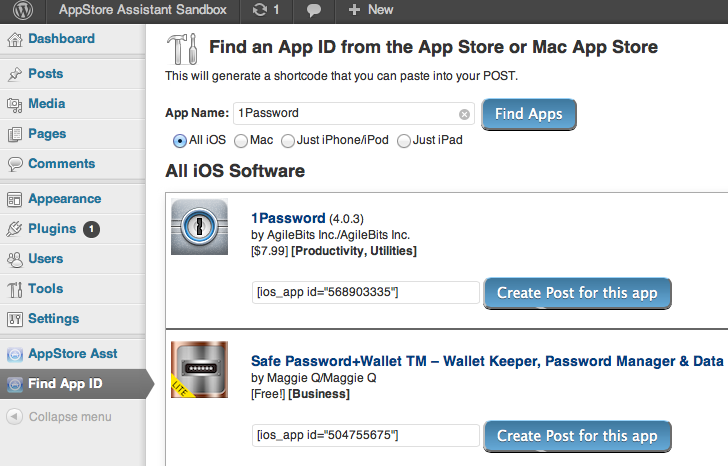 AppStore Assistant Sandbox 1 + New
Dashboard
Posts
Media
Pages
Comments
Appearance
Plugins 1
Users
Tools
Settings
AppStore Asst
Find App ID
Collapse menu
Find an App ID from the App Store or Mac App Store
This will generate a shortcode that you can paste into your POST.
App Name: 1Password Find Apps
All iOS Mac Just iPhone/iPod Just iPad
All iOS Software
1Password (4.0.3)
by AgileBits Inc./AgileBits Inc.
[$7.99] [Productivity, Utilities]
[ios_app id="568903335"] Create Post for this app
LITE
Safe Password+Wallet TM – Wallet Keeper, Password Manager & Data
by Maggie Q/Maggie Q
[Free!] [Business]
[ios_app id="504755675"] Create Post for this app